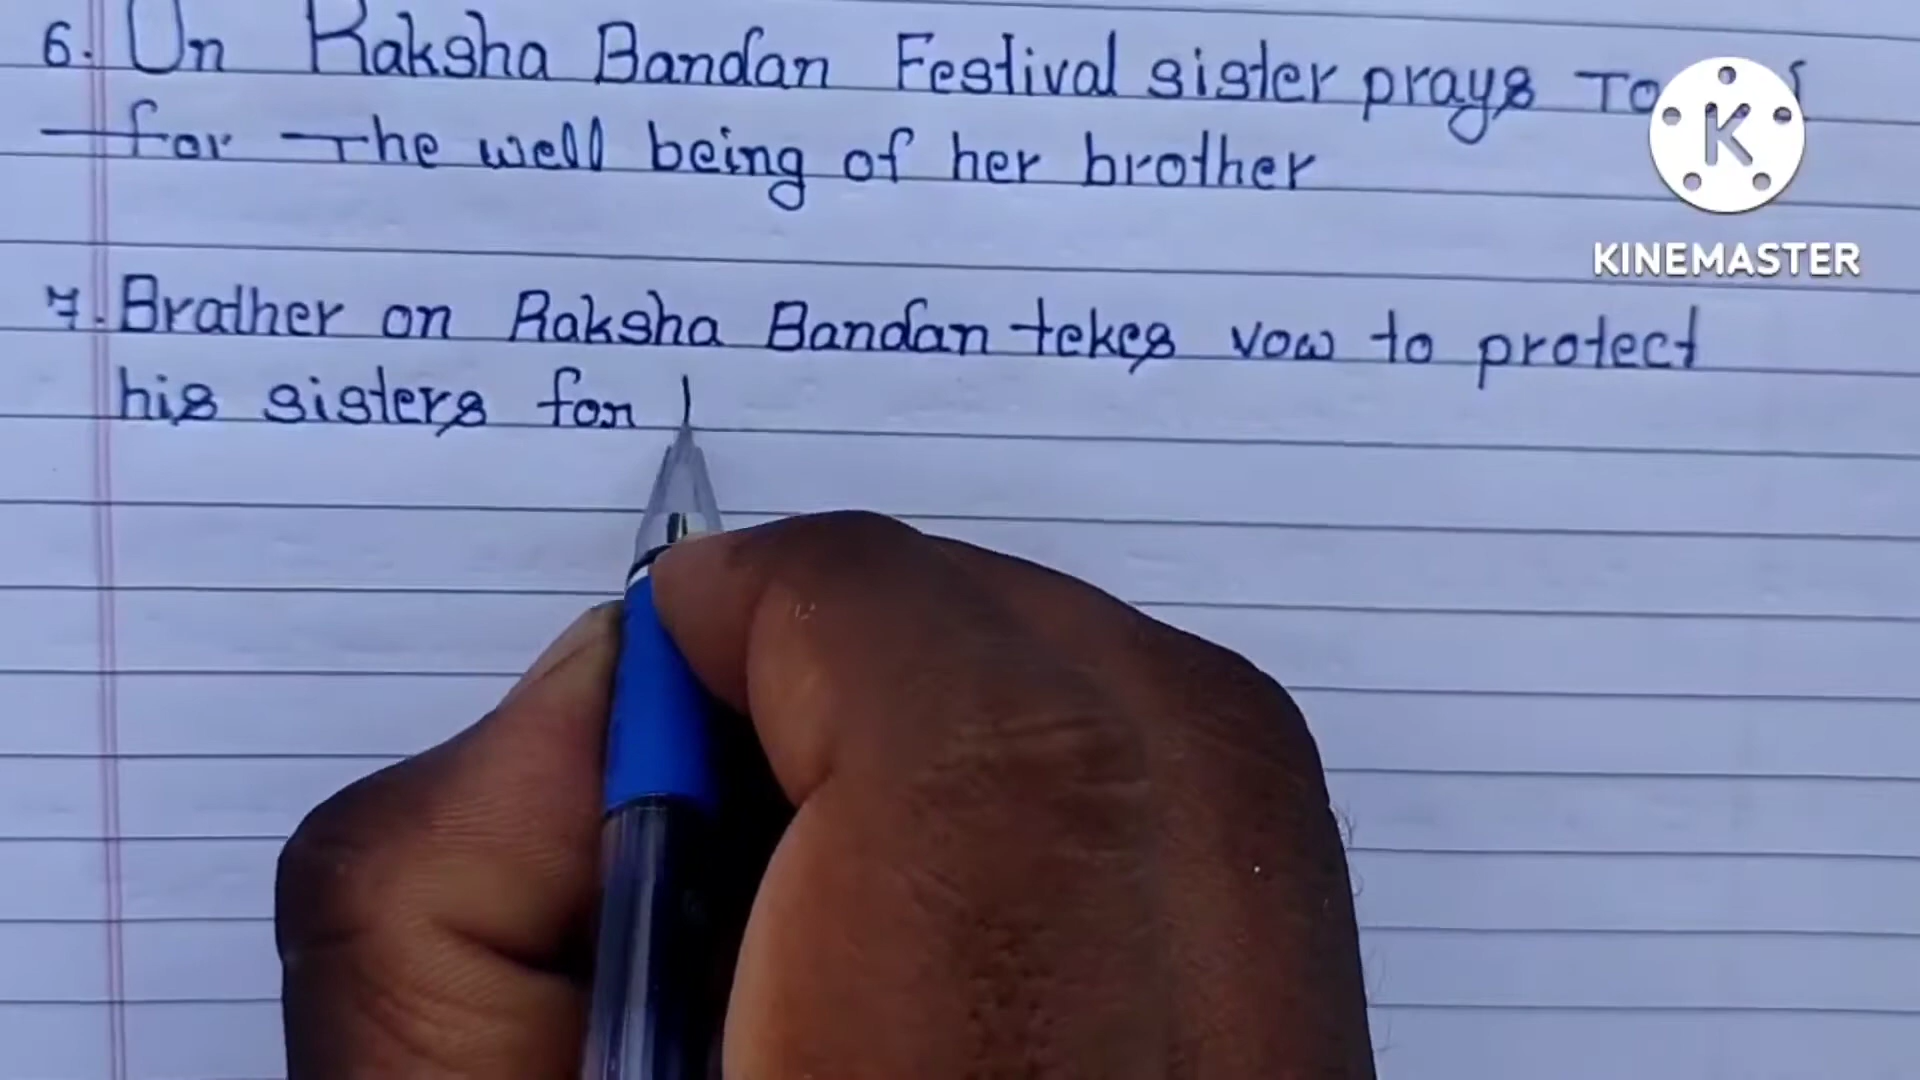 6. On Raksha Bandan Festival sister prays To
for The well being of her brother
KINEMASTER
7. Brather on Raksha Bandan tekes vow to protect
his sisters for